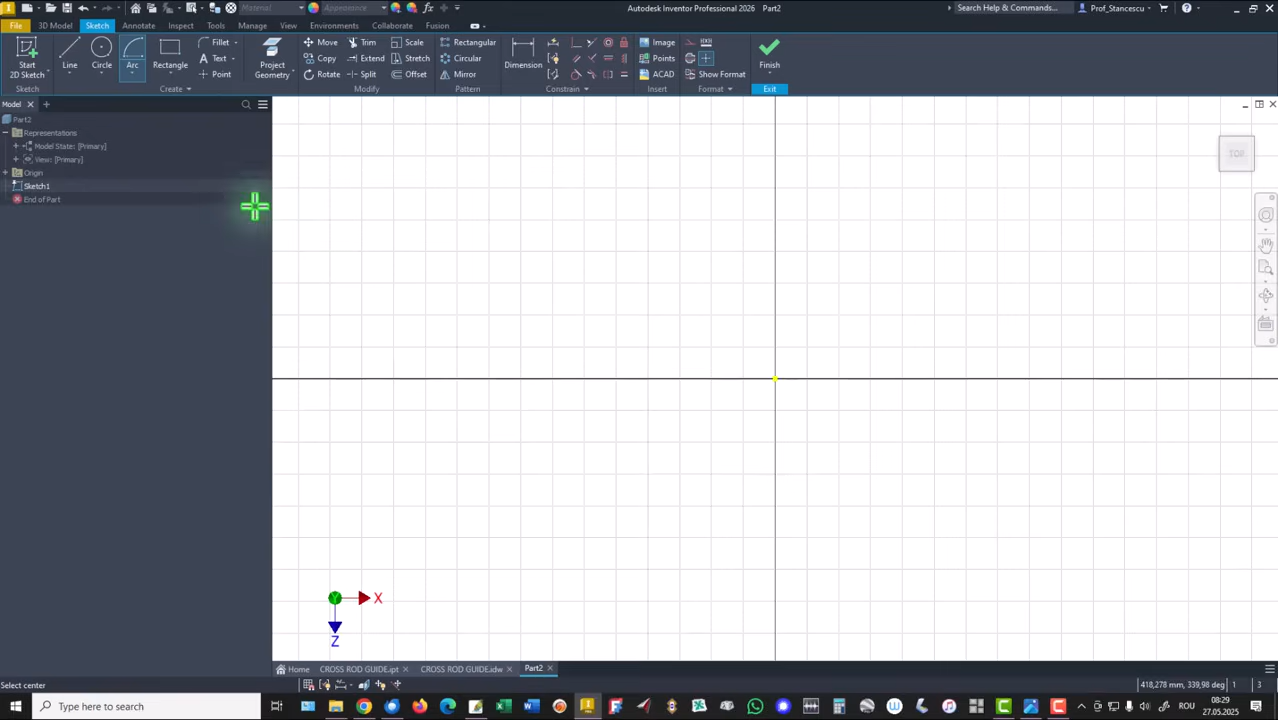 Material
Appearance
Autodesk Inventor Professional 2026 Part2
Search Help & Commands...
Prof_Stancescu
File 3D Model Sketch Annotate Inspect Tools Manage View Environments Collaborate Fusion
Start
2D Sketch
Line
Circle
Arc
Rectangle
Fillet
Text
Point
Project
Geometry
Move Trim Scale
Copy Extend Stretch
Rotate Split Offset
Rectangular
Circular
Mirror
Dimension
Image
Points
ACAD
Show Format
Finish
Sketch Create Modify Pattern Constrain Insert Format Exit
Model
Part2
Representations
Model State: [Primary]
View: [Primary]
Origin
Sketch1
End of Part
TOP
X
Y
Z
Home CROSS ROD GUIDE.ipt CROSS ROD GUIDE.idw Part2
Select center
418,278 mm, 339,98 deg 1 3
Type here to search
ROU
08:29
27.05.2025